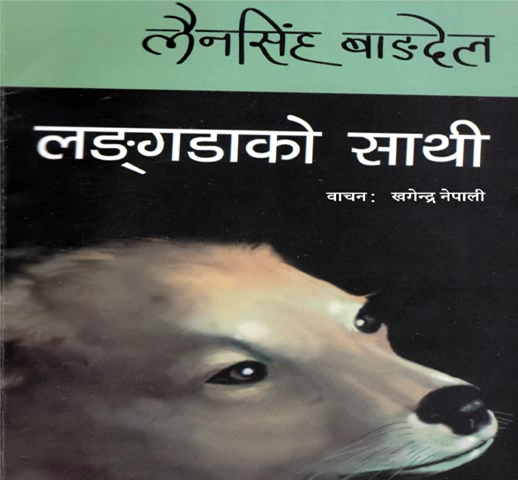 लैनसिंह बाङदेल
लङ्गडाको साथी
वाचन : खगेन्द्र नेपाली